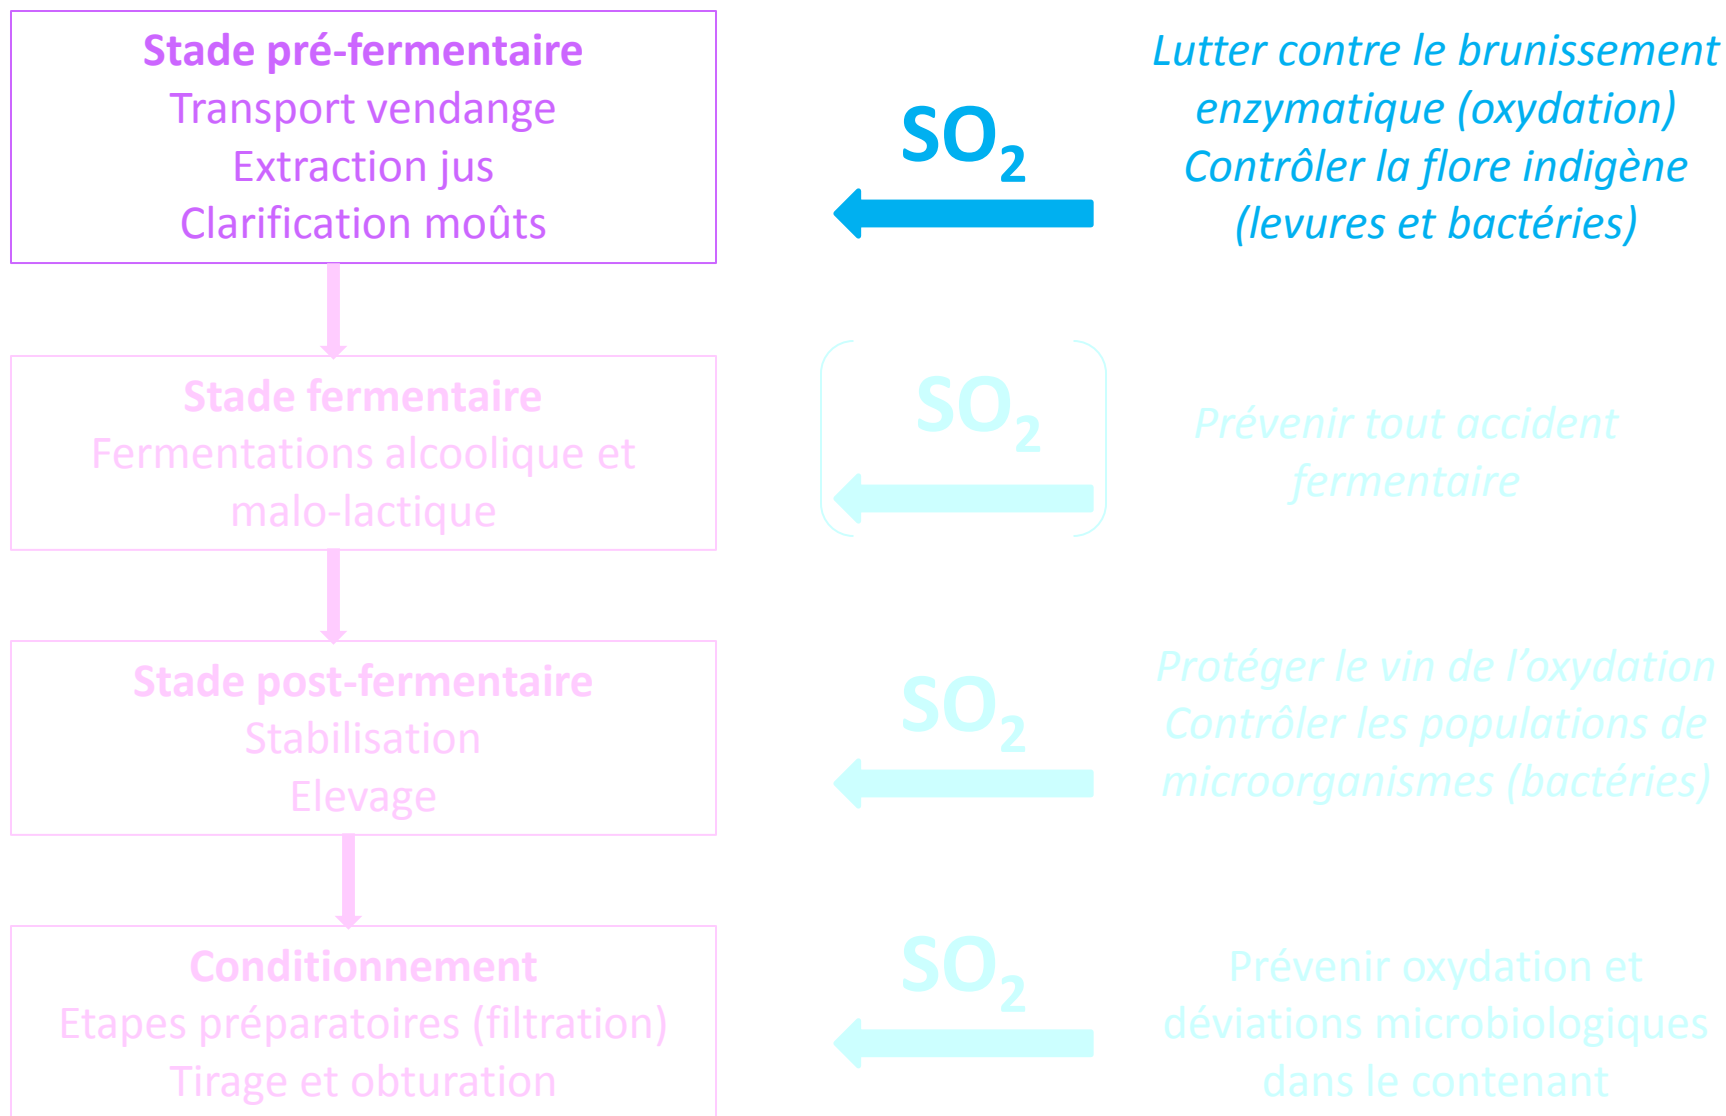 Stade pré-fermentaire
Transport vendange
Extraction jus
Clarification moûts
SO₂
Lutter contre le brunissement
enzymatique (oxydation)
Contrôler la flore indigène
(levures et bactéries)
Stade fermentaire
Fermentations alcoolique et
malo-lactique
SO₂
Prévenir tout accident
fermentaire
Stade post-fermentaire
Stabilisation
Elevage
SO₂
Protéger le vin de l’oxydation
Contrôler les populations de
microorganismes (bactéries)
Conditionnement
Etapes préparatoires (filtration)
Tirage et obturation
SO₂
Prévenir oxydation et
déviations microbiologiques
dans le contenant